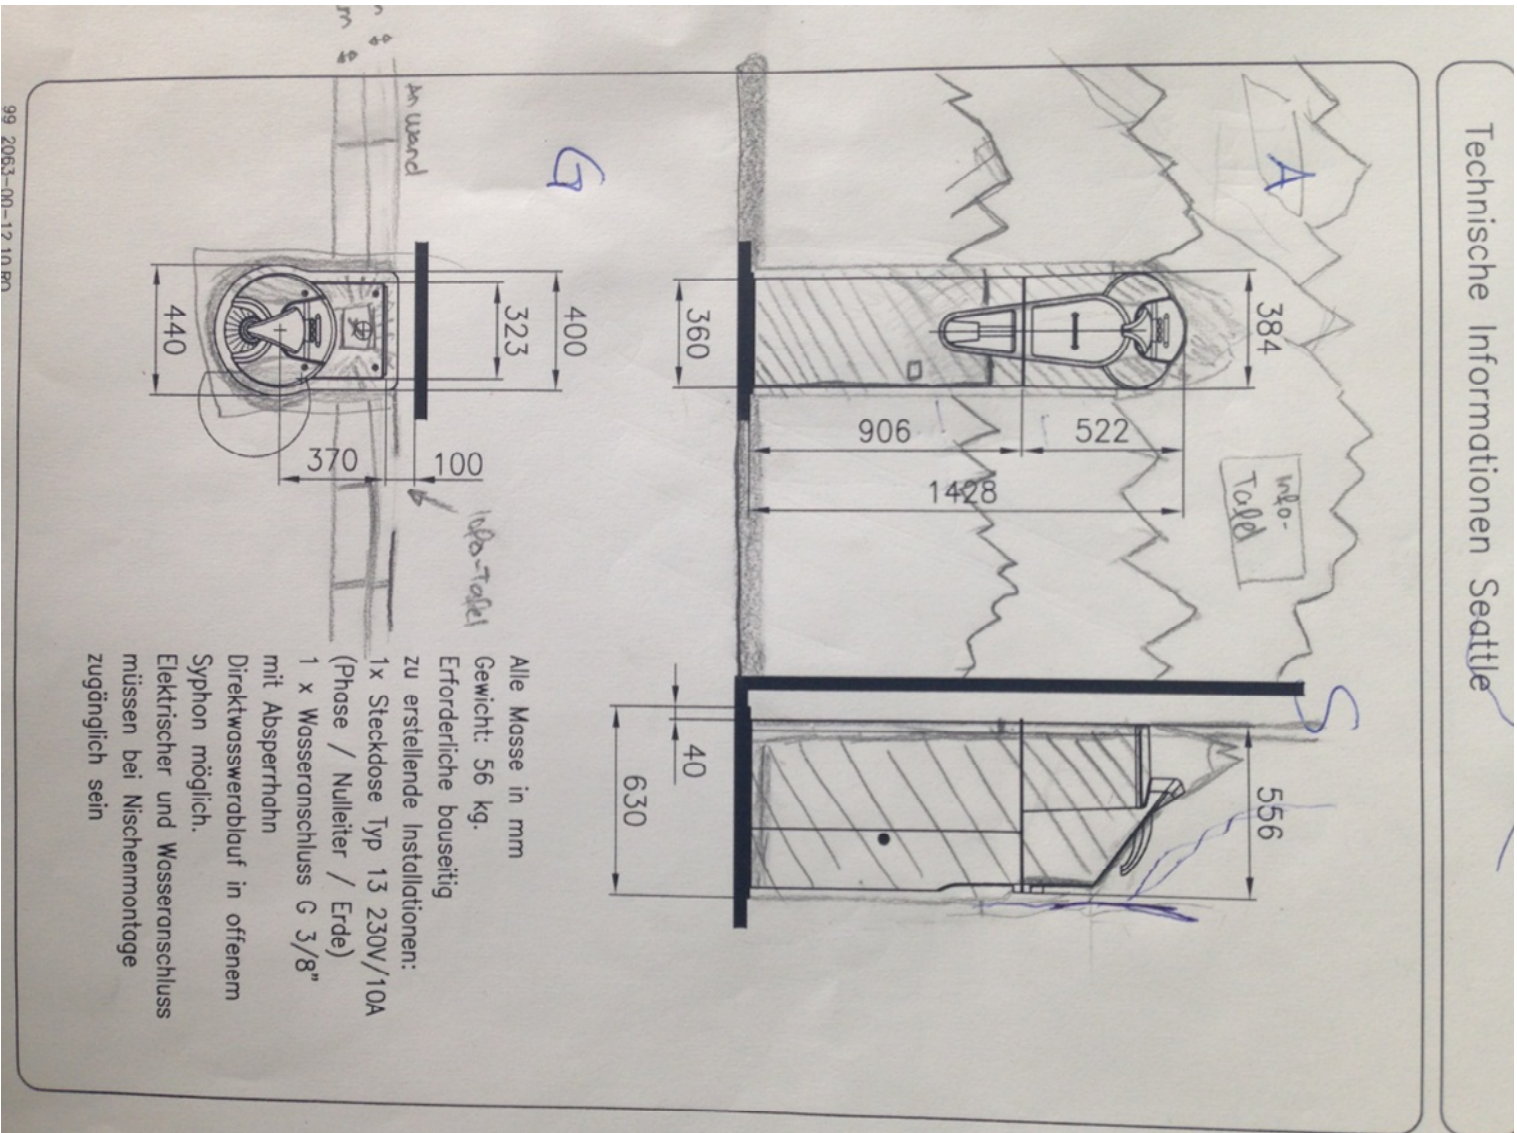 Technische Informationen Seattle
A
384
Info-
Tafel
522
906
1428
360
S
556
40
630
G
An Wand
400
323
440
370
100
Info-Tafel
Alle Masse in mm
Gewicht: 56 kg.
Erforderliche bauseitig
zu erstellende Installationen:
1x Steckdose Typ 13 230V/10A
(Phase / Nulleiter / Erde)
1 x Wasseranschluss G 3/8"
mit Absperrhahn
Direktwasswerablauf in offenem
Syphon möglich.
Elektrischer und Wasseranschluss
müssen bei Nischenmontage
zugänglich sein